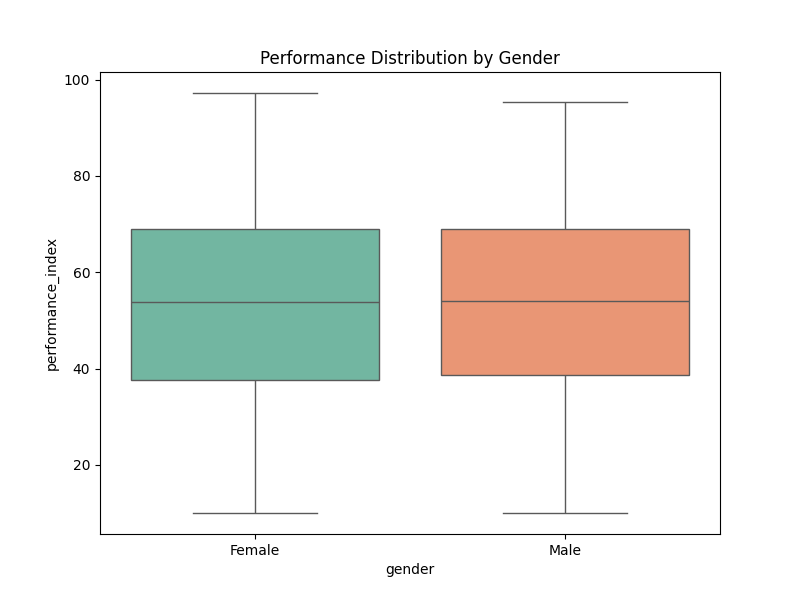 Performance Distribution by Gender
100
80
60
40
20
performance_index
Female
Male
gender